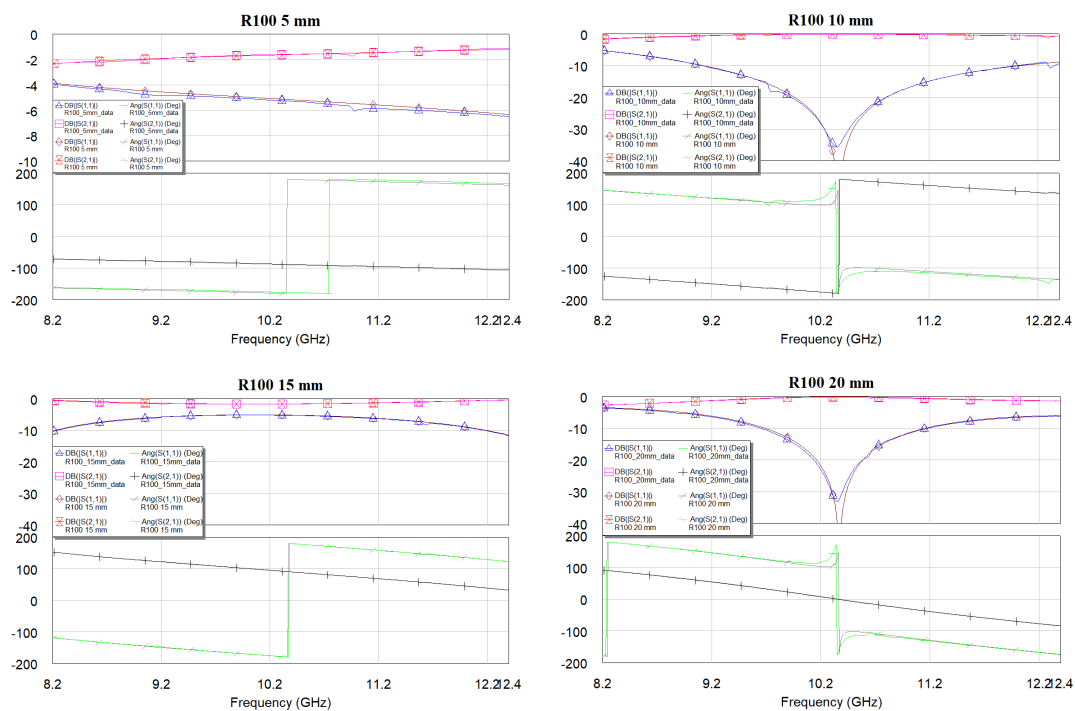 R100 5 mm
0
-2
-4
-6
-8
-10
DB(|S(1,1)|)
R100_5mm_data
Ang(S(1,1)) (Deg)
R100_5mm_data
DB(|S(2,1)|)
R100_5mm_data
Ang(S(2,1)) (Deg)
R100_5mm_data
DB(|S(1,1)|)
R100 5 mm
Ang(S(1,1)) (Deg)
R100 5 mm
DB(|S(2,1)|)
R100 5 mm
Ang(S(2,1)) (Deg)
R100 5 mm
200
100
0
-100
-200
8.2 9.2 10.2 11.2 12.2 12.4
Frequency (GHz)
R100 10 mm
0
-10
-20
-30
-40
DB(|S(1,1)|)
R100_10mm_data
Ang(S(1,1)) (Deg)
R100_10mm_data
DB(|S(2,1)|)
R100_10mm_data
Ang(S(2,1)) (Deg)
R100_10mm_data
DB(|S(1,1)|)
R100 10 mm
Ang(S(1,1)) (Deg)
R100 10 mm
DB(|S(2,1)|)
R100 10 mm
Ang(S(2,1)) (Deg)
R100 10 mm
200
100
0
-100
-200
8.2 9.2 10.2 11.2 12.2 12.4
Frequency (GHz)
R100 15 mm
0
-10
-20
-30
-40
DB(|S(1,1)|)
R100_15mm_data
Ang(S(1,1)) (Deg)
R100_15mm_data
DB(|S(2,1)|)
R100_15mm_data
Ang(S(2,1)) (Deg)
R100_15mm_data
DB(|S(1,1)|)
R100 15 mm
Ang(S(1,1)) (Deg)
R100 15 mm
DB(|S(2,1)|)
R100 15 mm
Ang(S(2,1)) (Deg)
R100 15 mm
200
100
0
-100
-200
8.2 9.2 10.2 11.2 12.2 12.4
Frequency (GHz)
R100 20 mm
0
-10
-20
-30
-40
DB(|S(1,1)|)
R100_20mm_data
Ang(S(1,1)) (Deg)
R100_20mm_data
DB(|S(2,1)|)
R100_20mm_data
Ang(S(2,1)) (Deg)
R100_20mm_data
DB(|S(1,1)|)
R100 20 mm
Ang(S(1,1)) (Deg)
R100 20 mm
DB(|S(2,1)|)
R100 20 mm
Ang(S(2,1)) (Deg)
R100 20 mm
200
100
0
-100
-200
8.2 9.2 10.2 11.2 12.2 12.4
Frequency (GHz)